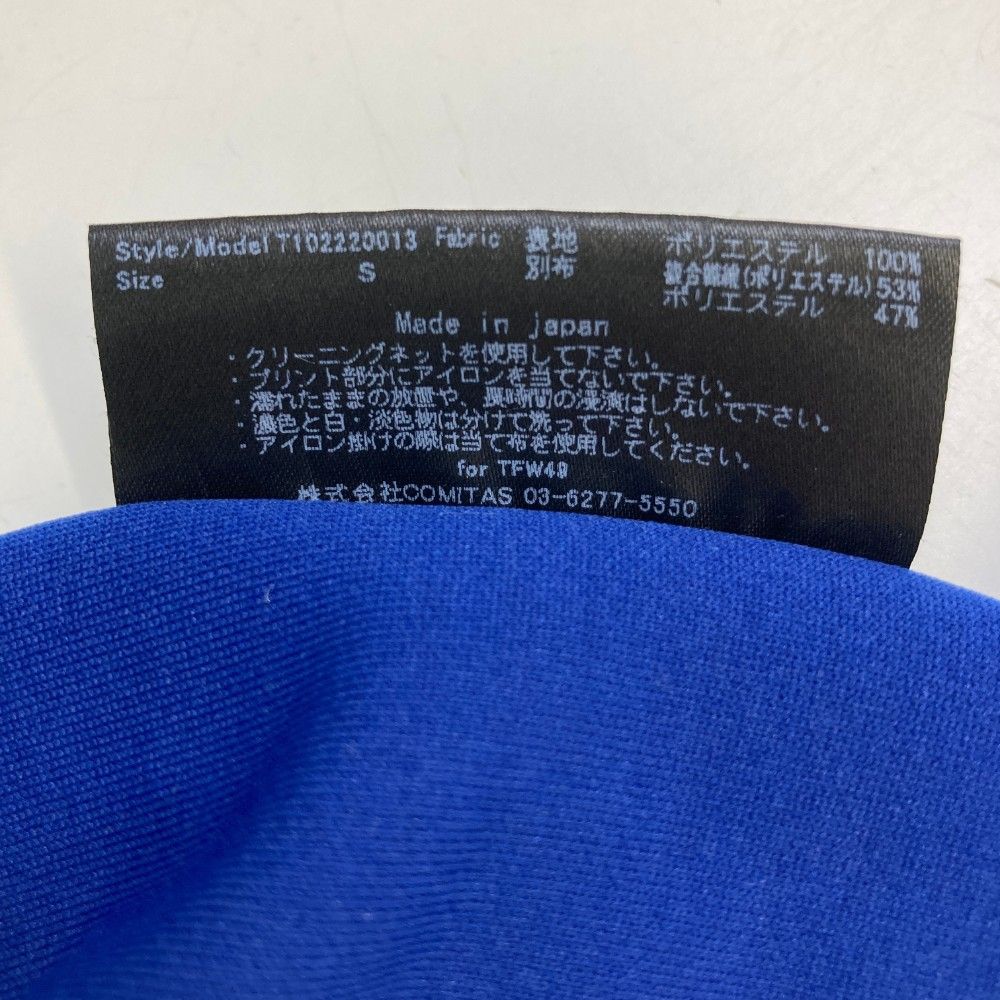 Style/Model T102220013 Fabric 表地 ポリエステル 100%
Size S 別布 複合繊維(ポリエステル)53%
ポリエステル 47%
Made in japan
・クリーニングネットを使用して下さい。
・プリント部分にアイロンを当てないで下さい。
・濡れたままの放置や、長時間の浸漬はしないで下さい。
・濃色と白・淡色物は分けて洗って下さい。
・アイロン掛けの際は当て布を使用してください。
for TFW49
株式会社COMITAS 03-6277-5550